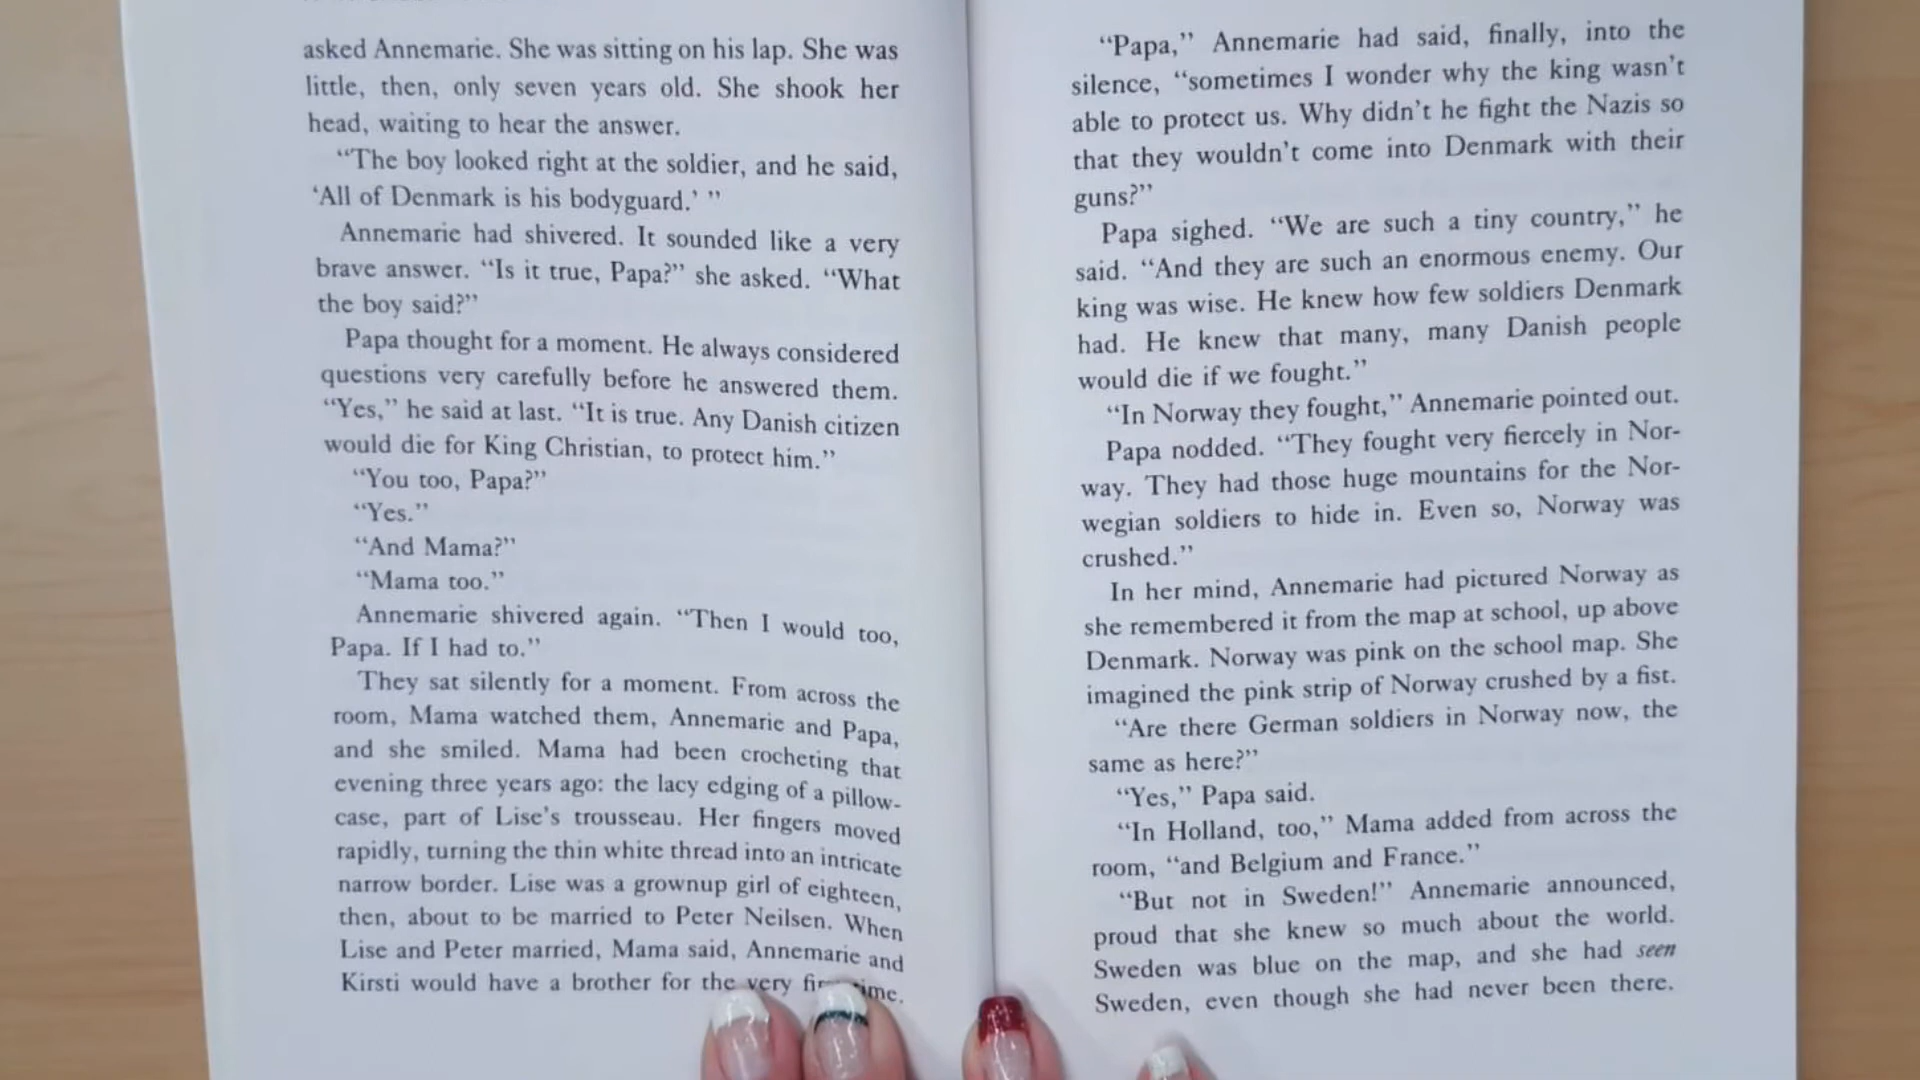 asked Annemarie. She was sitting on his lap. She was
little, then, only seven years old. She shook her
head, waiting to hear the answer.
“The boy looked right at the soldier, and he said,
‘All of Denmark is his bodyguard.’ ”
Annemarie had shivered. It sounded like a very
brave answer. “Is it true, Papa?” she asked. “What
the boy said?”
Papa thought for a moment. He always considered
questions very carefully before he answered them.
“Yes,” he said at last. “It is true. Any Danish citizen
would die for King Christian, to protect him.”
“You too, Papa?”
“Yes.”
“And Mama?”
“Mama too.”
Annemarie shivered again. “Then I would too,
Papa. If I had to.”
They sat silently for a moment. From across the
room, Mama watched them, Annemarie and Papa,
and she smiled. Mama had been crocheting that
evening three years ago: the lacy edging of a pillow-
case, part of Lise’s trousseau. Her fingers moved
rapidly, turning the thin white thread into an intricate
narrow border. Lise was a grownup girl of eighteen,
then, about to be married to Peter Neilsen. When
Lise and Peter married, Mama said, Annemarie and
Kirsti would have a brother for the very
“Papa,” Annemarie had said, finally, into the
silence, “sometimes I wonder why the king wasn’t
able to protect us. Why didn’t he fight the Nazis so
that they wouldn’t come into Denmark with their
guns?”
Papa sighed. “We are such a tiny country,” he
said. “And they are such an enormous enemy. Our
king was wise. He knew how few soldiers Denmark
had. He knew that many, many Danish people
would die if we fought.”
“In Norway they fought,” Annemarie pointed out.
Papa nodded. “They fought very fiercely in Nor-
way. They had those huge mountains for the Nor-
wegian soldiers to hide in. Even so, Norway was
crushed.”
In her mind, Annemarie had pictured Norway as
she remembered it from the map at school, up above
Denmark. Norway was pink on the school map. She
imagined the pink strip of Norway crushed by a fist.
“Are there German soldiers in Norway now, the
same as here?”
“Yes,” Papa said.
“In Holland, too,” Mama added from across the
room, “and Belgium and France.”
“But not in Sweden!” Annemarie announced,
proud that she knew so much about the world.
Sweden was blue on the map, and she had seen
Sweden, even though she had never been there.